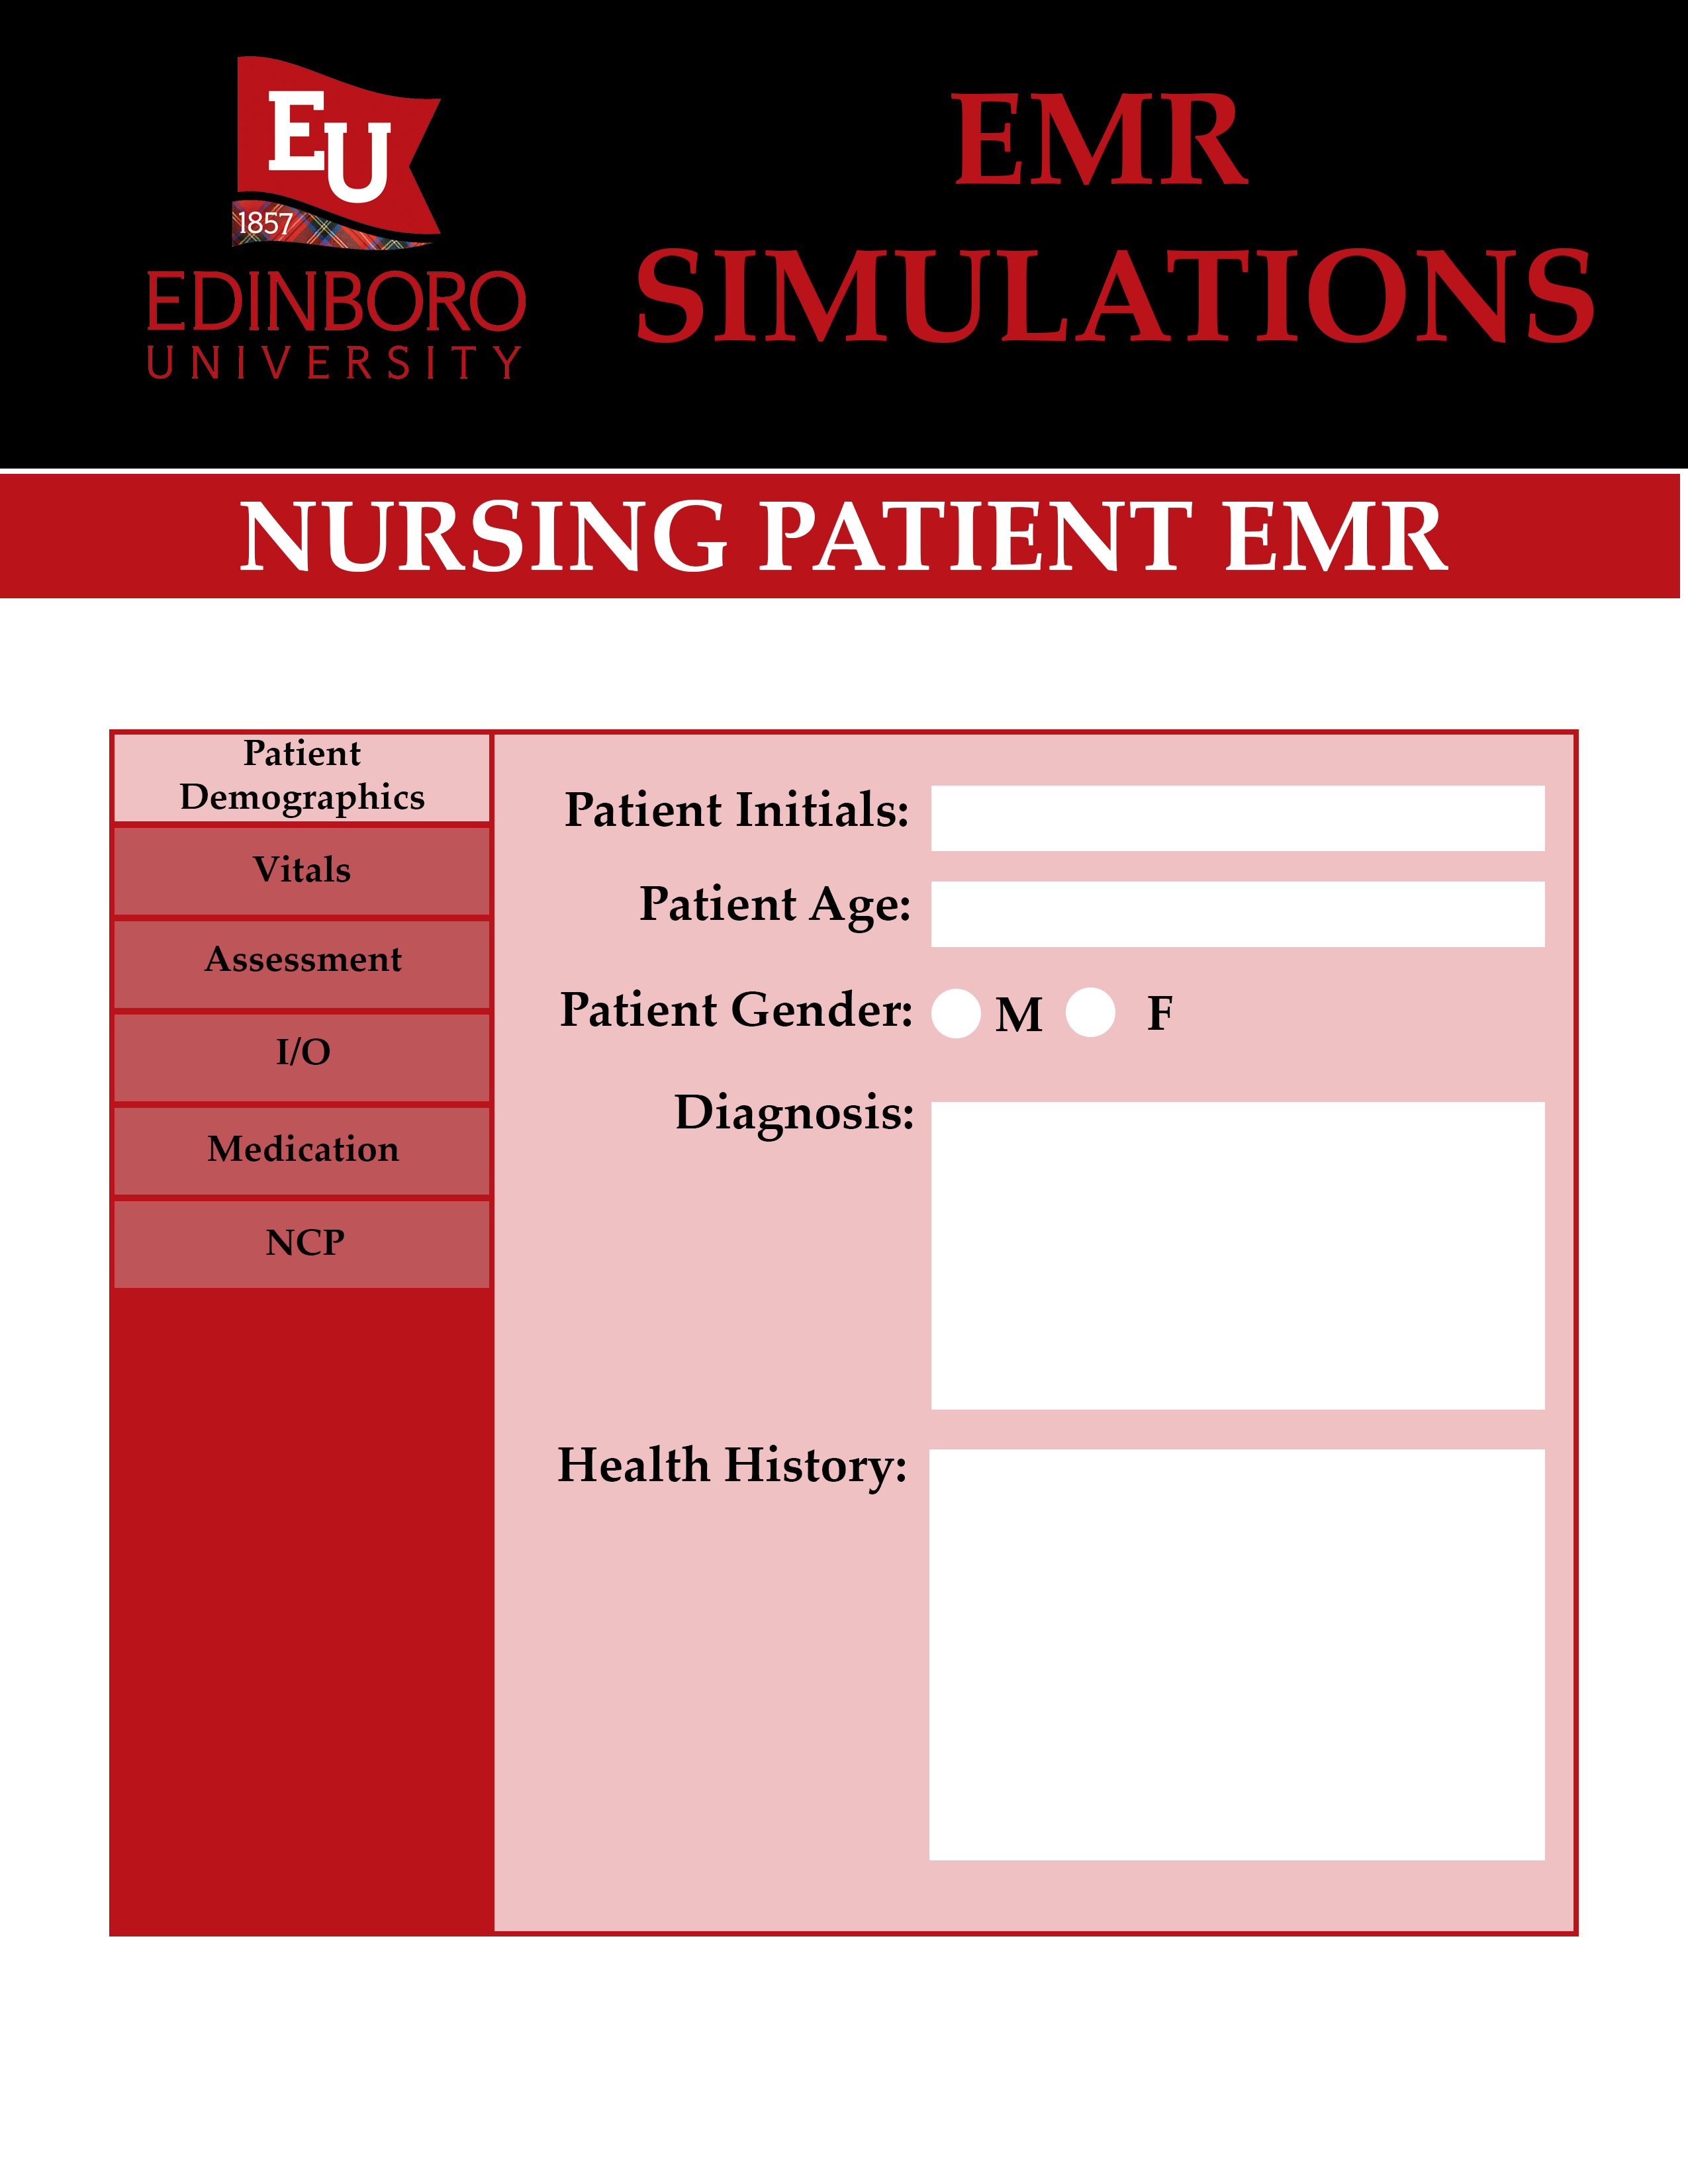 EU
1857
EDINBORO
UNIVERSITY
EMR
SIMULATIONS
NURSING PATIENT EMR
Patient
Demographics
Vitals
Assessment
I/O
Medication
NCP
Patient Initials:
Patient Age:
Patient Gender: M F
Diagnosis:
Health History: